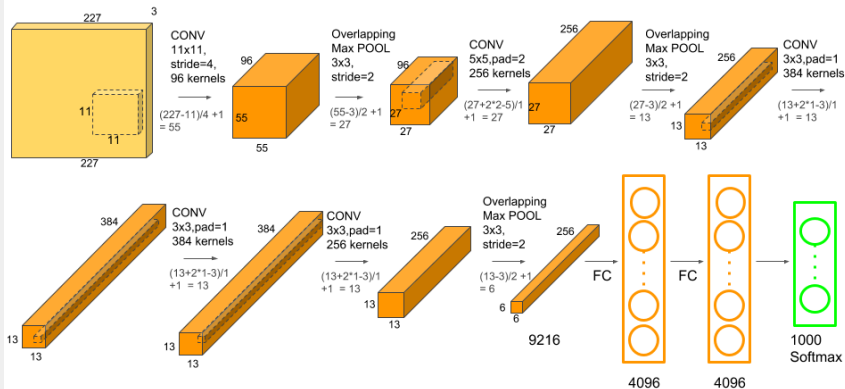 227
3
11
11
227
CONV
11x11,
stride=4,
96 kernels
(227-11)/4 +1
= 55
96
55
55
Overlapping
Max POOL
3x3,
stride=2
(55-3)/2 +1
= 27
96
27
27
CONV
5x5,pad=2
256 kernels
(27+2*2-5)/1
+1 = 27
256
27
27
Overlapping
Max POOL
3x3,
stride=2
(27-3)/2 +1
= 13
256
13
13
CONV
3x3,pad=1
384 kernels
(13+2*1-3)/1
+1 = 13
384
13
13
CONV
3x3,pad=1
384 kernels
(13+2*1-3)/1
+1 = 13
384
13
13
CONV
3x3,pad=1
256 kernels
(13+2*1-3)/1
+1 = 13
256
13
13
Overlapping
Max POOL
3x3,
stride=2
(13-3)/2 +1
= 6
256
6
6
9216
FC
4096
FC
4096
1000
Softmax